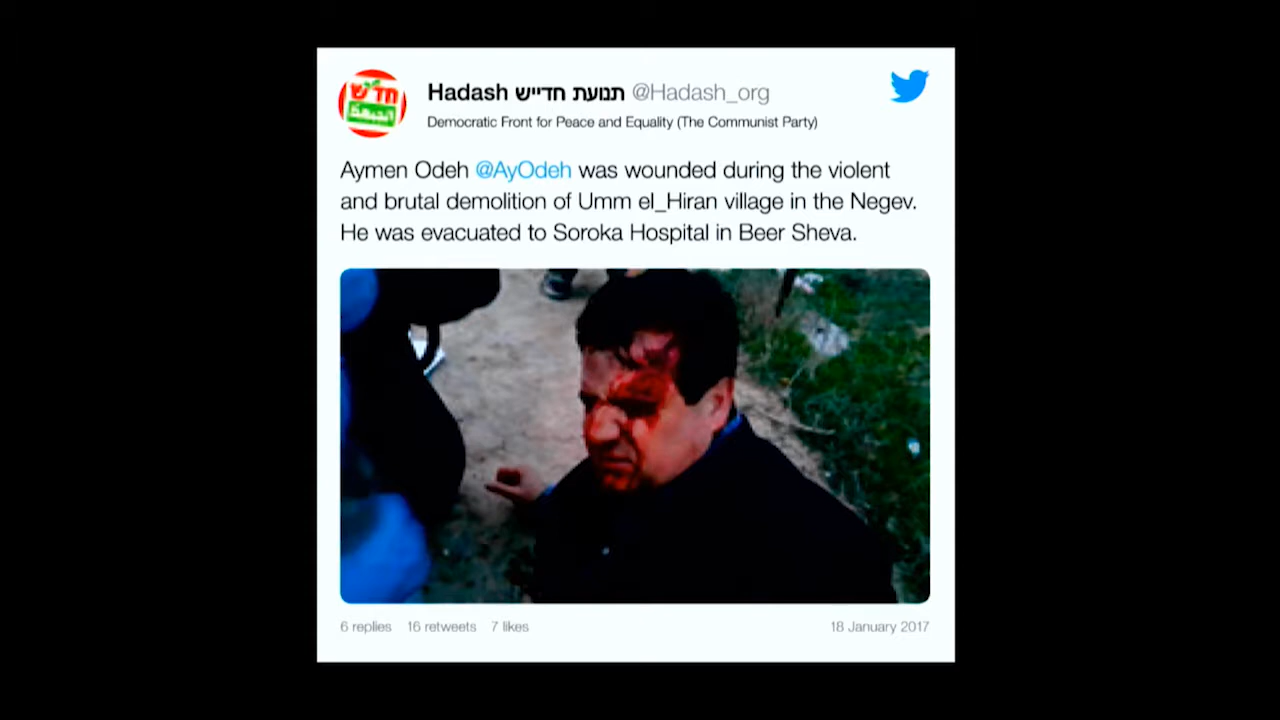 Hadash תנועת חדייש @Hadash_org
Democratic Front for Peace and Equality (The Communist Party)
Aymen Odeh @AyOdeh was wounded during the violent
and brutal demolition of Umm el_Hiran village in the Negev.
He was evacuated to Soroka Hospital in Beer Sheva.
חד"ש
الجبهة
6 replies 16 retweets 7 likes 18 January 2017